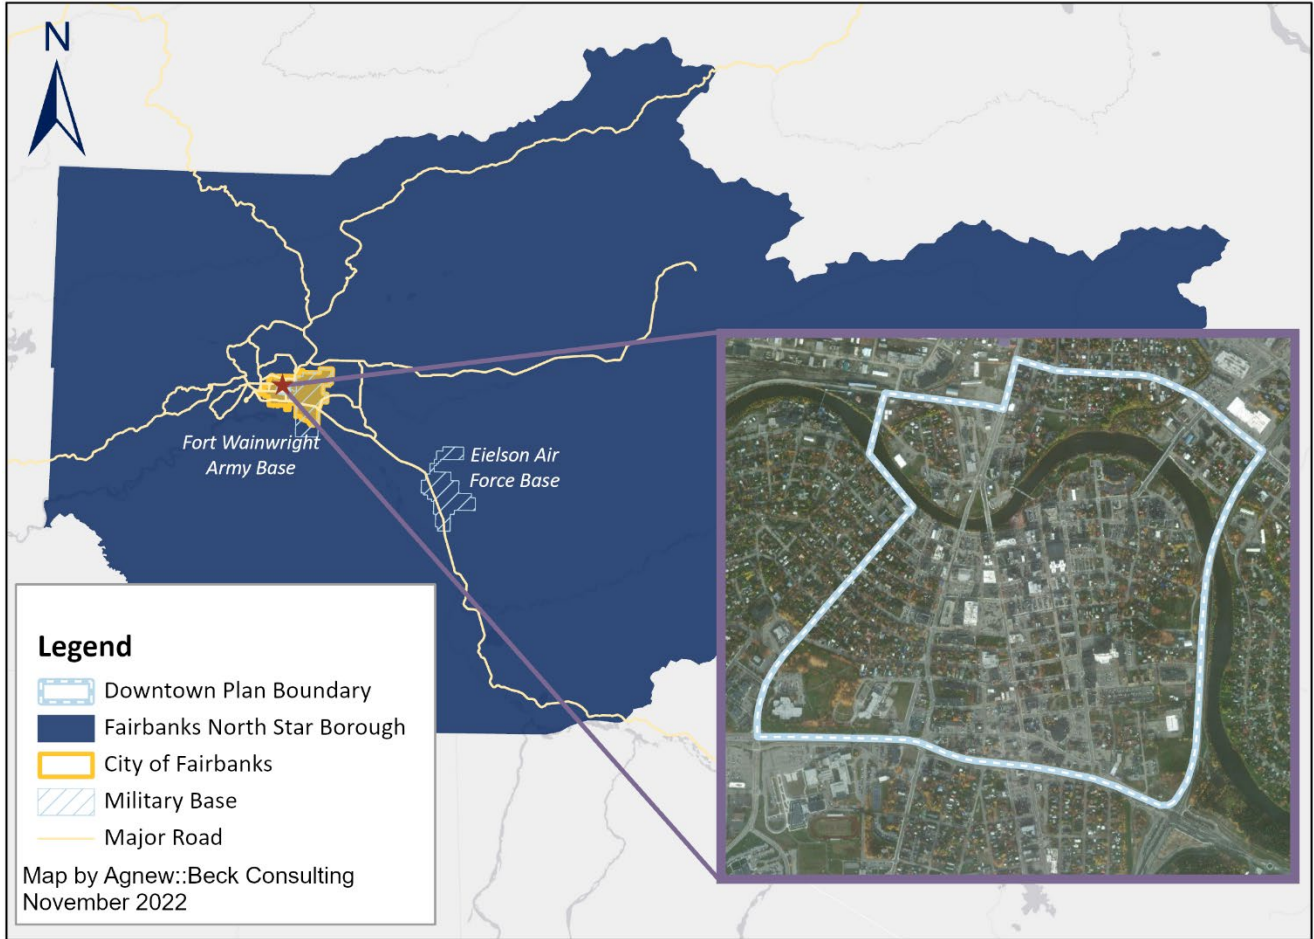 N
Fort Wainwright
Army Base
Eielson Air
Force Base
Legend
Downtown Plan Boundary
Fairbanks North Star Borough
City of Fairbanks
Military Base
Major Road
Map by Agnew::Beck Consulting
November 2022